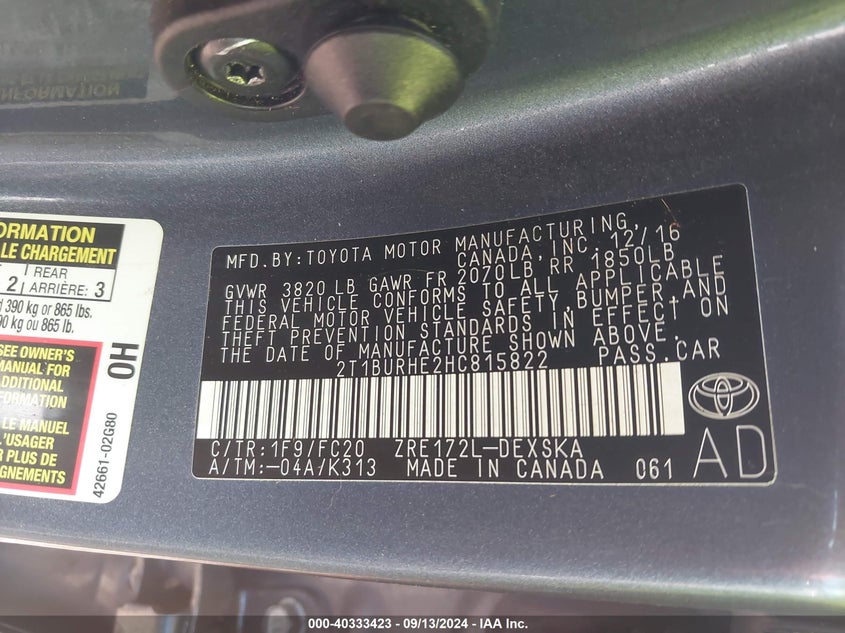 INFORMATION
ORMATION
LE CHARGEMENT
2 REAR
ARRIÈRE: 3
390 kg or 865 lbs.
90 kg ou 865 lb.
SEE OWNER'S
MANUAL FOR
ADDITIONAL
FORMATION
LE MANUEL
L'USAGER
R PLUS DE
GNEMENTS
OH
42661-02G80
MFD.BY:TOYOTA MOTOR MANUFACTURING,
CANADA, INC. 12/16
GVWR 3820 LB GAWR FR 2070LB, RR 1850LB
THIS VEHICLE CONFORMS TO ALL APPLICABLE
FEDERAL MOTOR VEHICLE SAFETY, BUMPER, AND
THEFT PREVENTION STANDARDS IN EFFECT ON
THE DATE OF MANUFACTURE SHOWN ABOVE.
2T1BURHE2HC815822 PASS.CAR
C/TR:1F9/FC20 ZRE172L-DEXSKA
A/TM:-04A/K313 MADE IN CANADA 061
AD
000-40333423 - 09/13/2024 - IAA Inc.